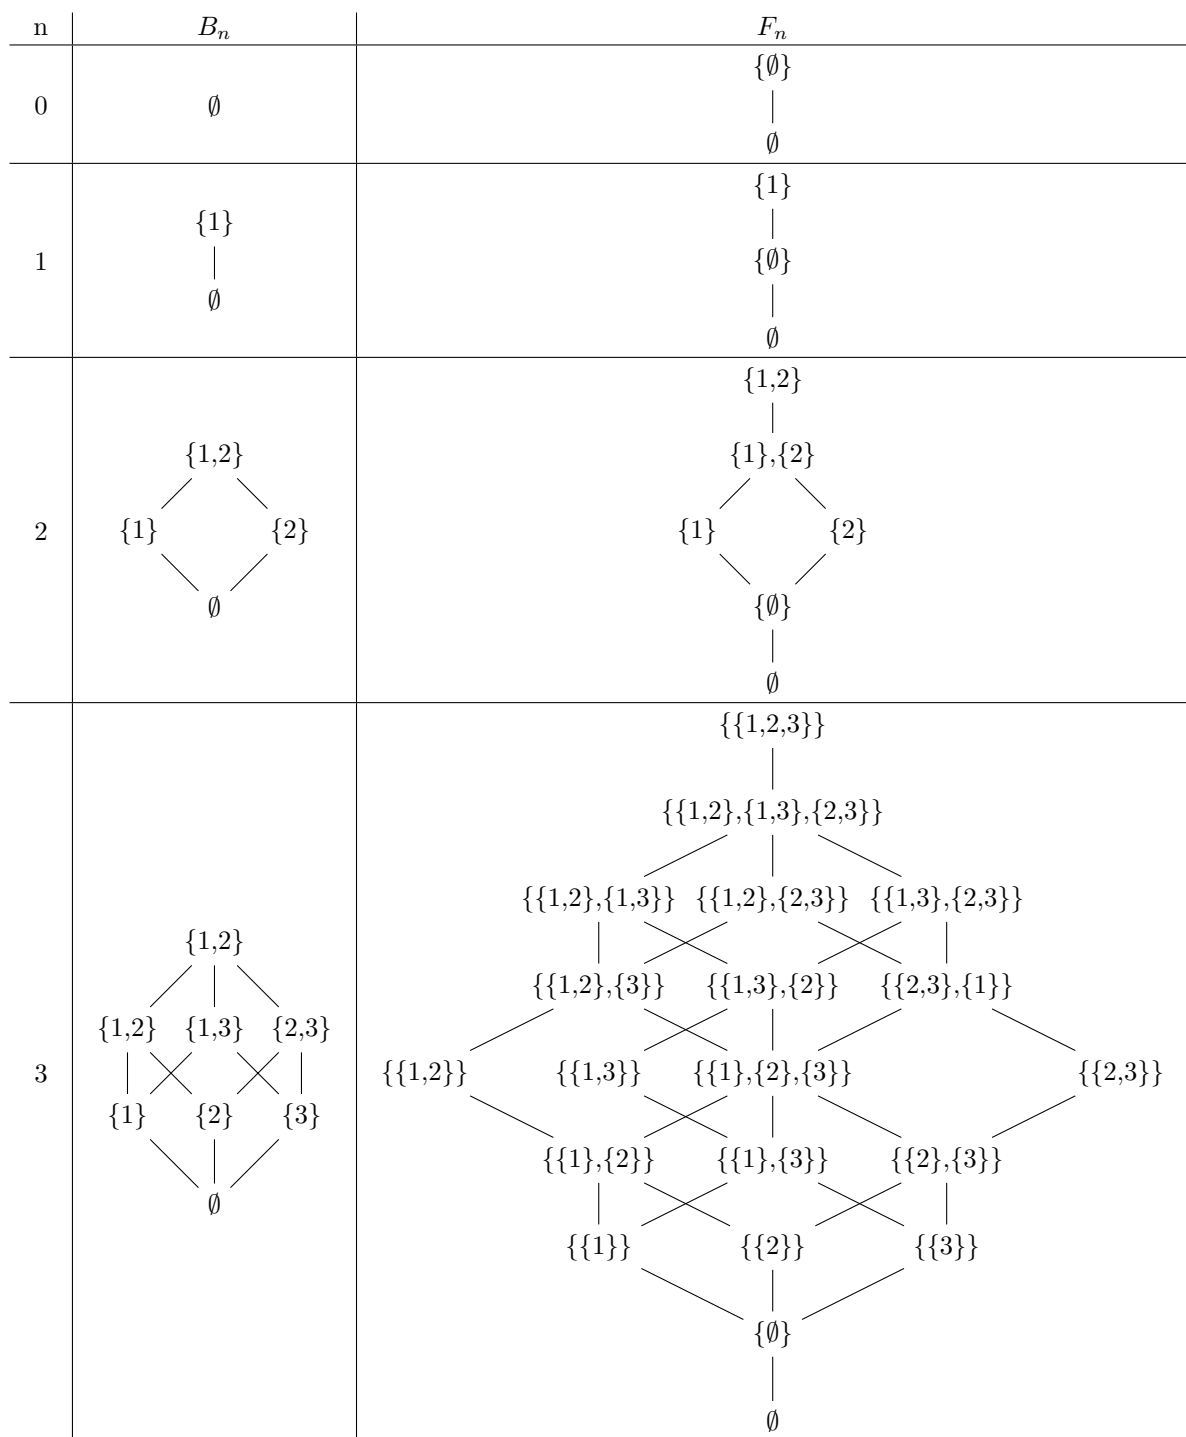 n B_n F_n
{∅}
0 ∅
∅
{1}
{1}
1 {∅}
∅
∅
{1,2}
{1,2} {1},{2}
2 {1} {2} {1} {2}
∅ {∅}
∅
{{1,2,3}}
{{1,2},{1,3},{2,3}}
{{1,2},{1,3}} {{1,2},{2,3}} {{1,3},{2,3}}
{1,2}
{{1,2},{3}} {{1,3},{2}} {{2,3},{1}}
{1,2} {1,3} {2,3}
3 {{1,2}} {{1,3}} {{1},{2},{3}} {{2,3}}
{1} {2} {3}
{{1},{2}} {{1},{3}} {{2},{3}}
∅
{{1}} {{2}} {{3}}
{∅}
∅